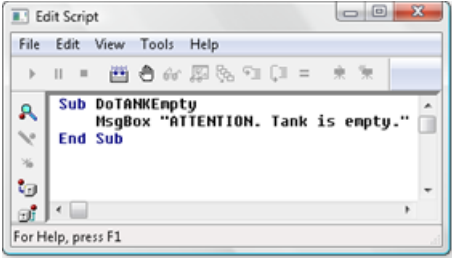 Edit Script
File Edit View Tools Help
Sub DoTANKEmpty
MsgBox "ATTENTION. Tank is empty."
End Sub
For Help, press F1